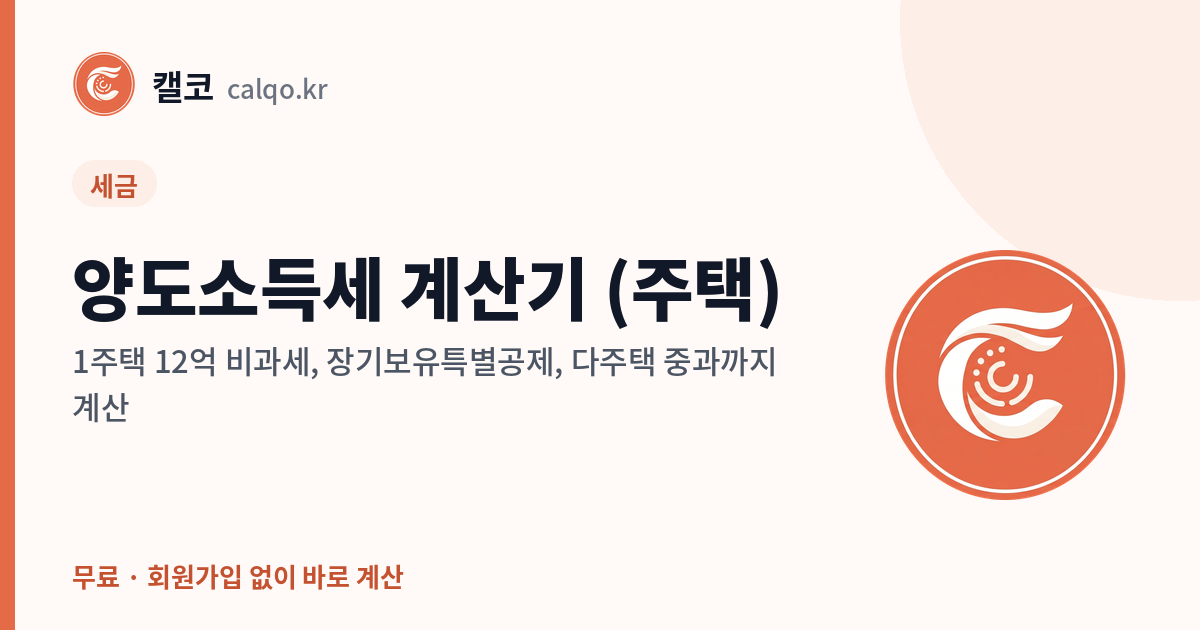 캘코 calqo.kr
세금
양도소득세 계산기 (주택)
1주택 12억 비과세, 장기보유특별공제, 다주택 중과까지
계산
무료 · 회원가입 없이 바로 계산